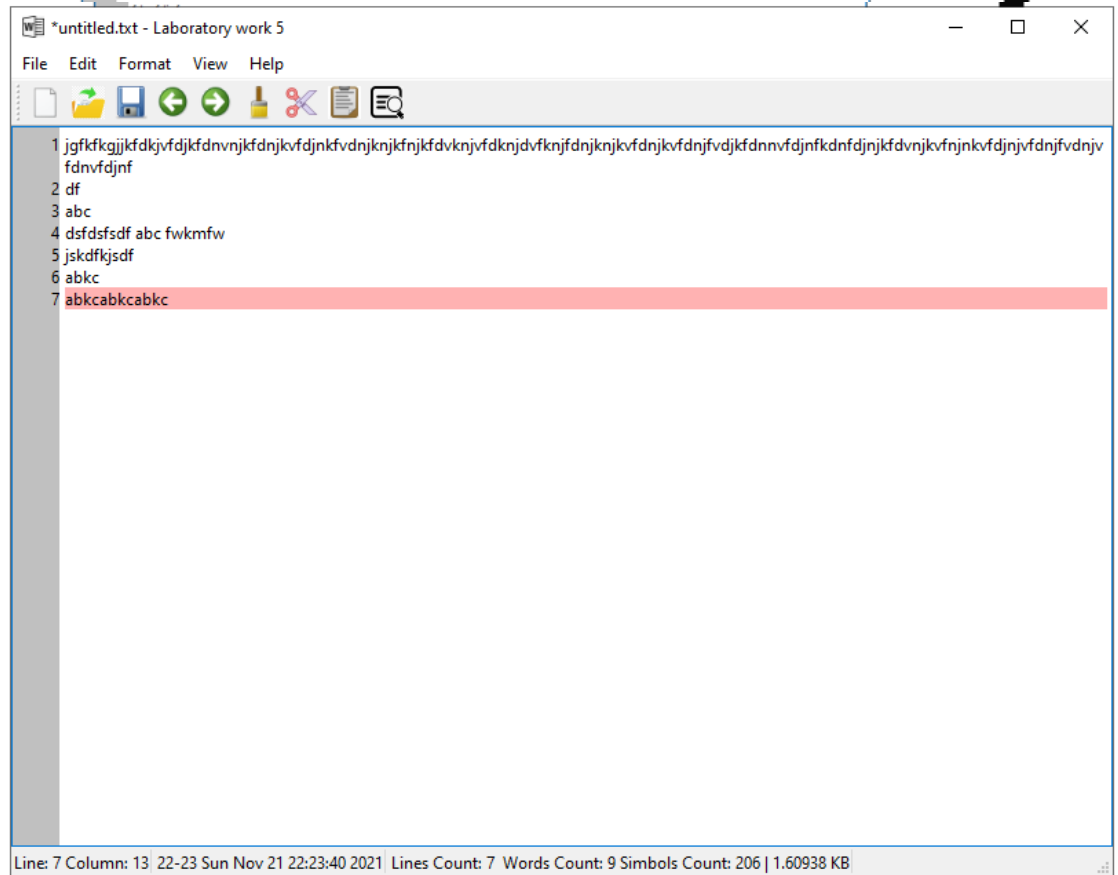 *untitled.txt - Laboratory work 5
File Edit Format View Help
1 jgfkfkgjjkfdkjvfdjkfdnvnjkfdnjkvfdjnkfvdnjknjkfnjkfdvknjvfdknjdvfknjfdnjknjkvfdnjkvfdnjfvdjkfdnnvfdjnfkdnfdjnjkfdvnjkvfnjnkvfdjnjvfdnjfvdnjv
fdnvfdjnf
2 df
3 abc
4 dsfdsfsdf abc fwkmfw
5 jskdfkjsdf
6 abkc
7 abkcabkcabkc
Line: 7 Column: 13 22-23 Sun Nov 21 22:23:40 2021 Lines Count: 7 Words Count: 9 Simbols Count: 206 | 1.60938 KB